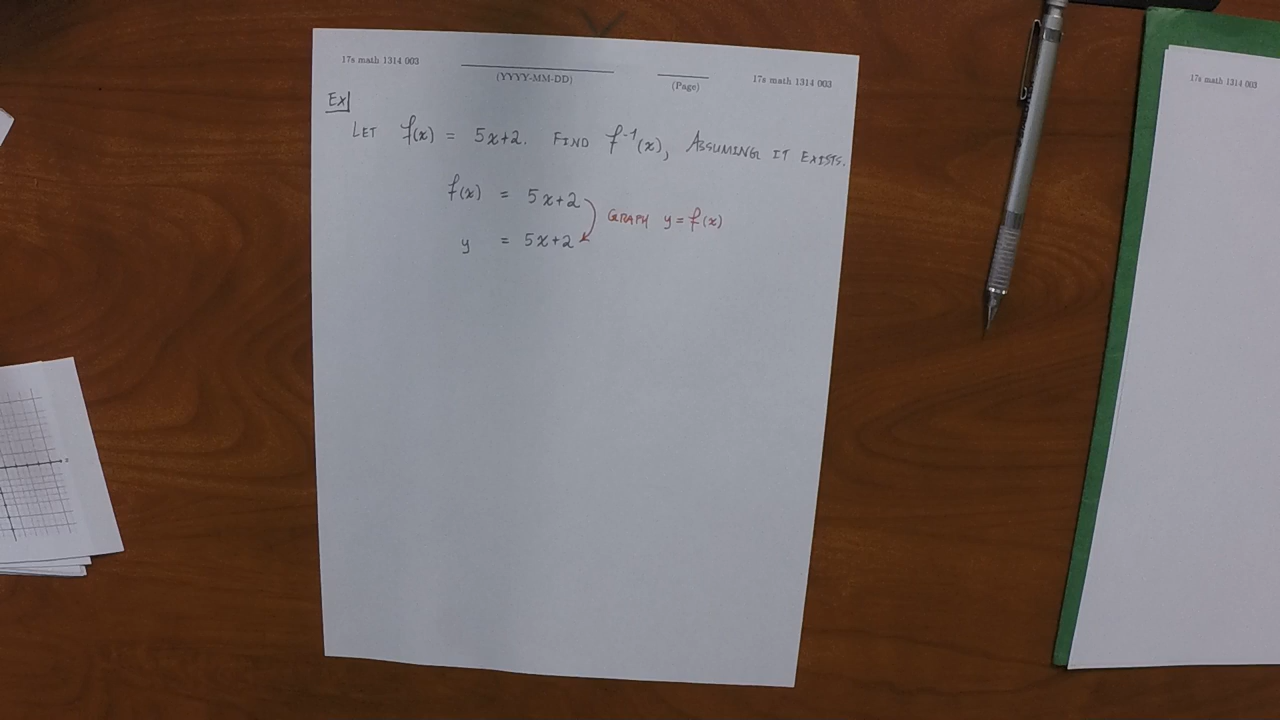 17s math 1314 003
(YYYY-MM-DD)
(Page)
17s math 1314 003
Ex
LET f(x) = 5x+2. FIND f⁻¹(x), ASSUMING IT EXISTS.
f(x) = 5x+2
GRAPH y = f(x)
y = 5x+2
17s math 1314 003
x